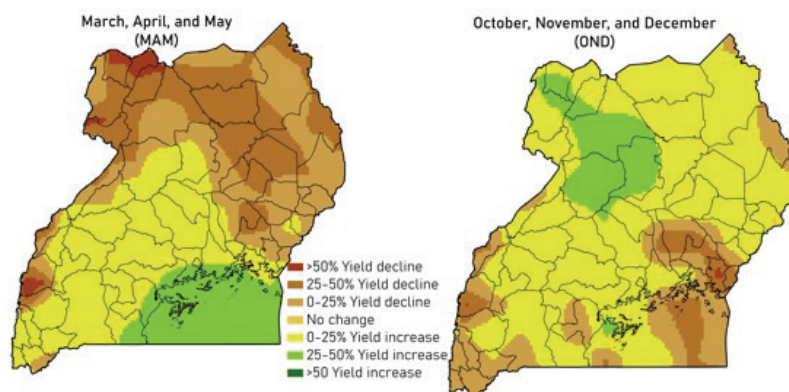 March, April, and May
(MAM)
October, November, and December
(OND)
>50% Yield decline
25-50% Yield decline
0-25% Yield decline
No change
0-25% Yield increase
25-50% Yield increase
>50 Yield increase